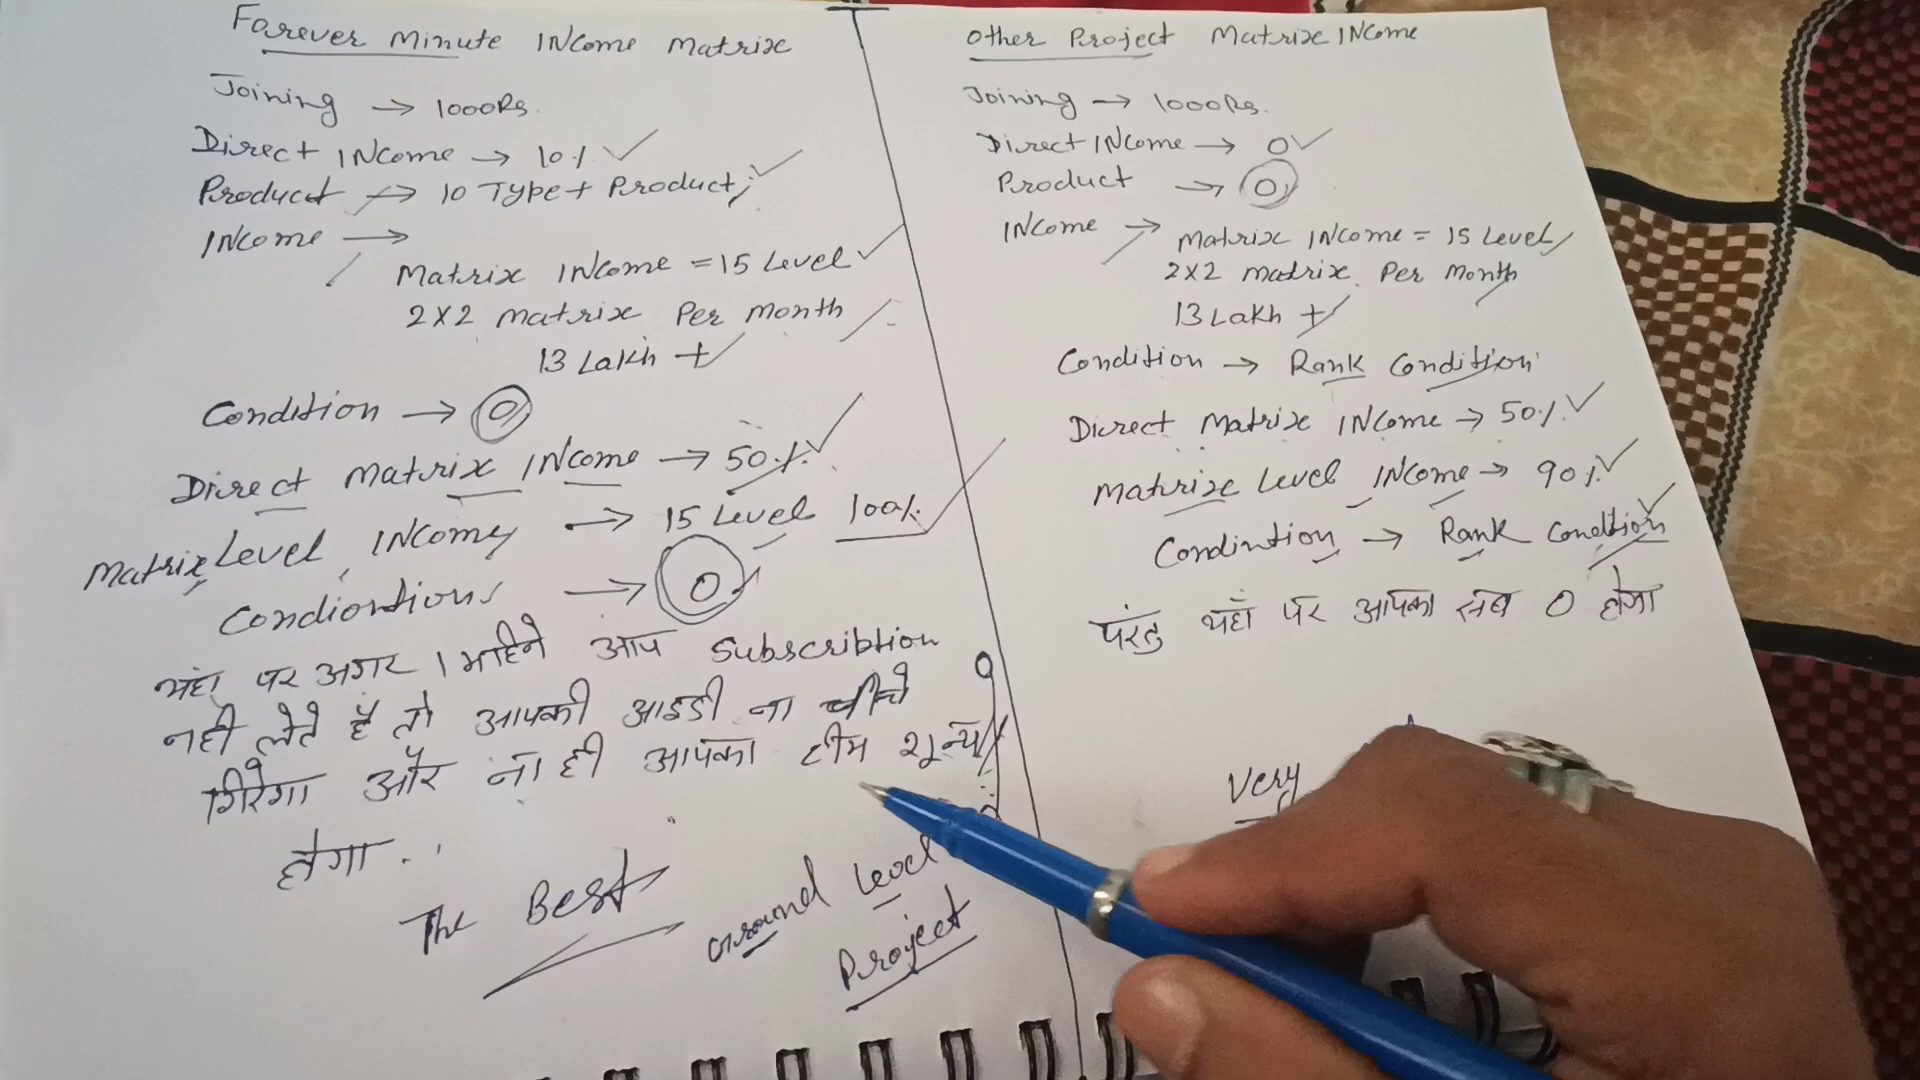 Forever Minute INcome Matrix
Joining → 1000Rs.
Direct INcome → 10%
Product → 10 Type + Product
INcome →
Matrix INcome = 15 Level
2x2 matrix Per Month
13 Lakh +
Condition → 0
Direct Matrix INcome → 50%
Matrix Level INcome → 15 Level 100%
Condiontions → 0
यहां पर अगर 1 महिने आप Subscribtion
नही लेते है तो आपकी आइडी ना नीचे
गिरेगा और ना ही आपका टीम शून्य
होगा..
The Best
Ground Level
Project
Other Project Matrix INcome
Joining → 1000Rs.
Direct INcome → 0
Product → 0
INcome → Matrix INcome = 15 Level
2x2 matrix Per Month
13 Lakh +
Condition → Rank Condition
Direct Matrix INcome → 50%
Matrix Level INcome → 90%
Condintion → Rank Condition
परंतु यहाँ पर आपका सब 0 होगा
Very